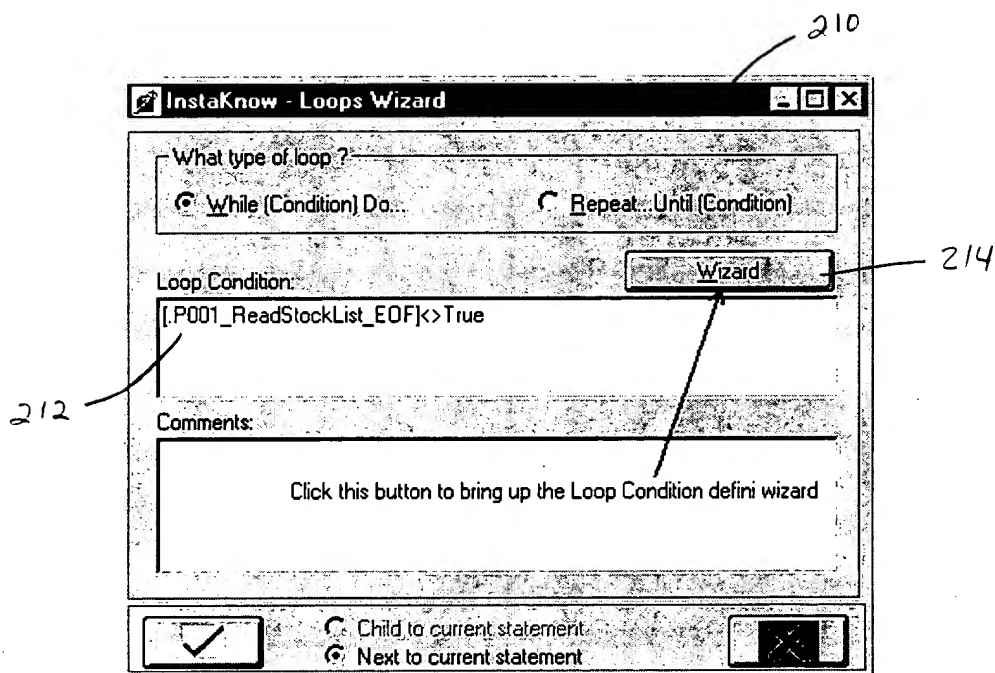 210
InstaKnow - Loops Wizard
What type of loop ?
While (Condition) Do... Repeat...Until (Condition)
Wizard
214
Loop Condition:
[.P001_ReadStockList_EOF]<>True
212
Comments:
Click this button to bring up the Loop Condition defini wizard
Child to current statement
Next to current statement